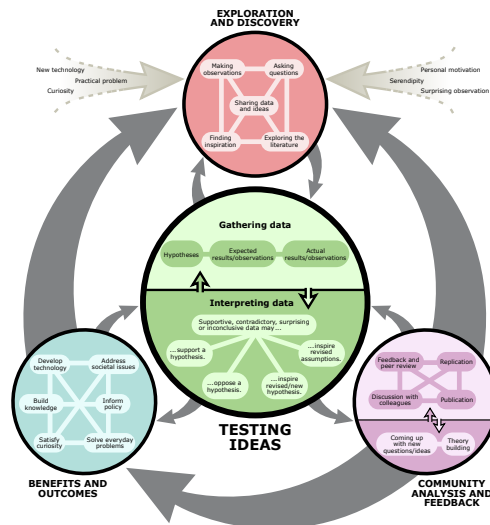 EXPLORATION
AND DISCOVERY
New technology
Practical problem
Curiosity
Personal motivation
Serendipity
Surprising observation
Making
observations
Asking
questions
Sharing data
and ideas
Finding
inspiration
Exploring the
literature
Gathering data
Hypotheses
Expected
results/observations
Actual
results/observations
Interpreting data
Supportive, contradictory, surprising
or inconclusive data may ...
...support a
hypothesis.
...oppose a
hypothesis.
...inspire
revised/new
hypothesis.
...inspire
revised
assumptions.
TESTING
IDEAS
Develop
technology
Address
societal issues
Build
knowledge
Inform
policy
Satisfy
curiosity
Solve everyday
problems
BENEFITS AND
OUTCOMES
Feedback and
peer review
Replication
Discussion with
colleagues
Publication
Coming up
with new
questions/ideas
Theory
building
COMMUNITY
ANALYSIS AND
FEEDBACK